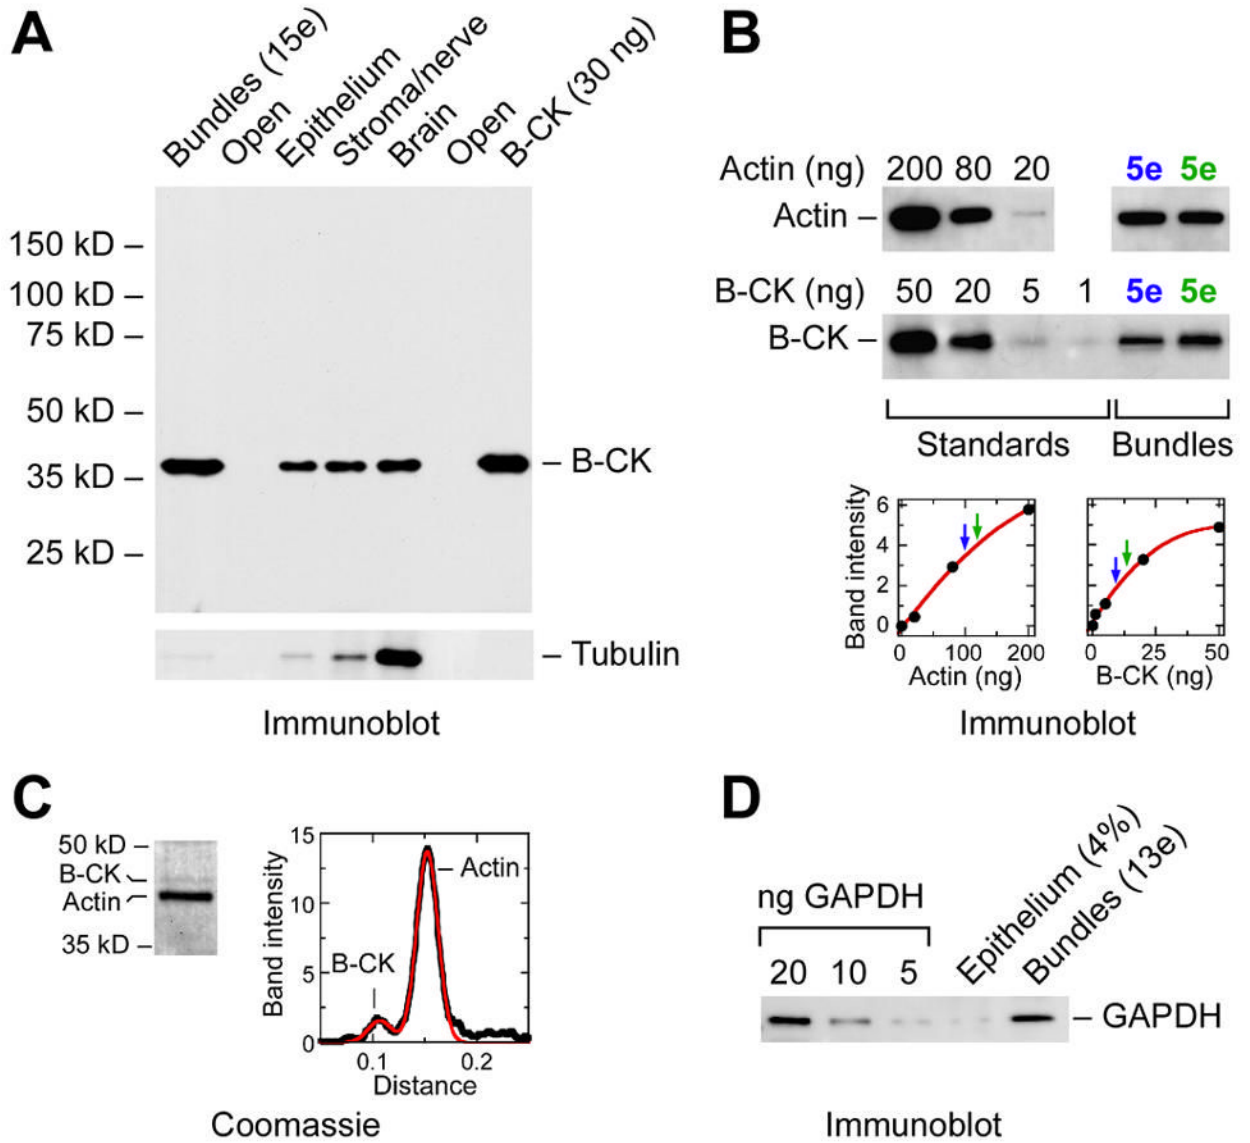 A
Bundles (15e)
Open
Epithelium
Stroma/nerve
Brain
Open
B-CK (30 ng)
150 kD
100 kD
75 kD
50 kD
35 kD
25 kD
B-CK
Tubulin
Immunoblot
B
Actin (ng) 200 80 20 5e 5e
Actin
B-CK (ng) 50 20 5 1 5e 5e
B-CK
Standards Bundles
Band intensity
6
4
2
0
0 100 200
Actin (ng)
0 25 50
B-CK (ng)
Immunoblot
C
50 kD
B-CK
Actin
35 kD
Band intensity
15
10
5
0
Actin
B-CK
0.1 0.2
Distance
Coomassie
D
ng GAPDH
20 10 5
Epithelium (4%)
Bundles (13e)
GAPDH
Immunoblot